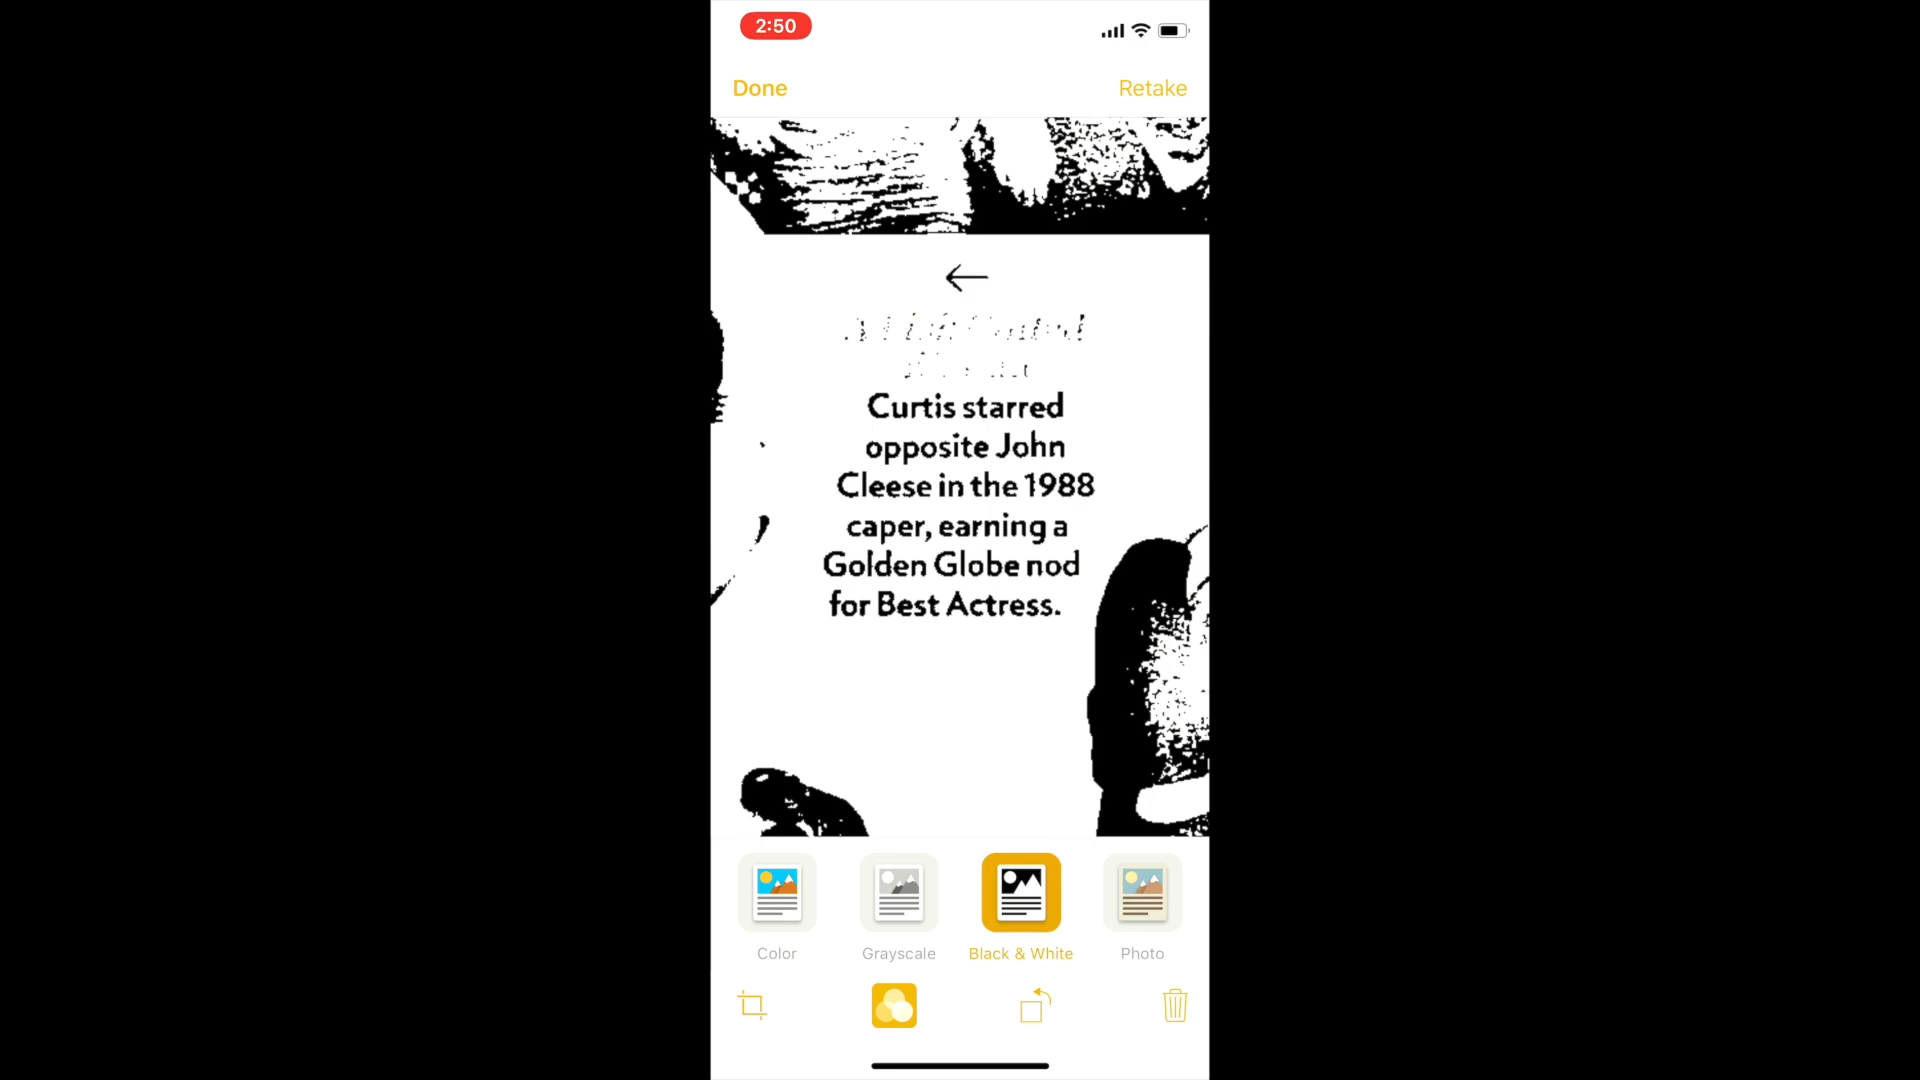 2:50
Done
Retake
Curtis starred
opposite John
Cleese in the 1988
caper, earning a
Golden Globe nod
for Best Actress.
Color
Grayscale
Black & White
Photo